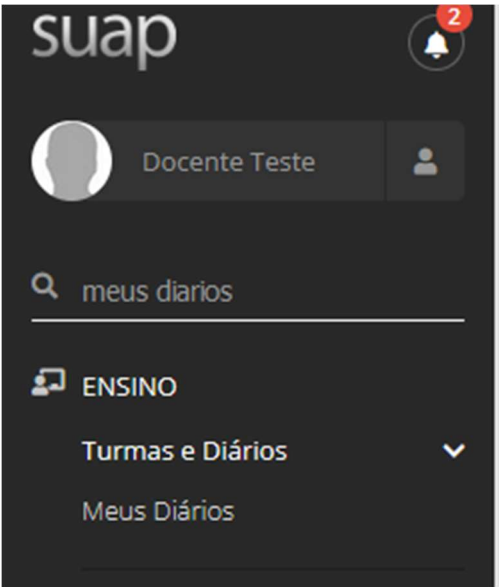 suap
2
Docente Teste
meus diarios
ENSINO
Turmas e Diários
Meus Diários